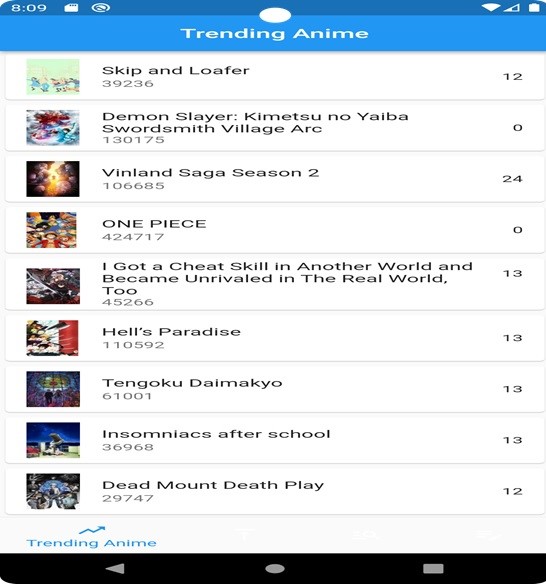 8:09
Trending Anime
Skip and Loafer
39236
12
Demon Slayer: Kimetsu no Yaiba
Swordsmith Village Arc
130175
0
Vinland Saga Season 2
106685
24
ONE PIECE
424717
0
I Got a Cheat Skill in Another World and
Became Unrivaled in The Real World,
Too
45266
13
Hell's Paradise
110592
13
Tengoku Daimakyo
61001
13
Insomniacs after school
36968
13
Dead Mount Death Play
29747
12
Trending Anime